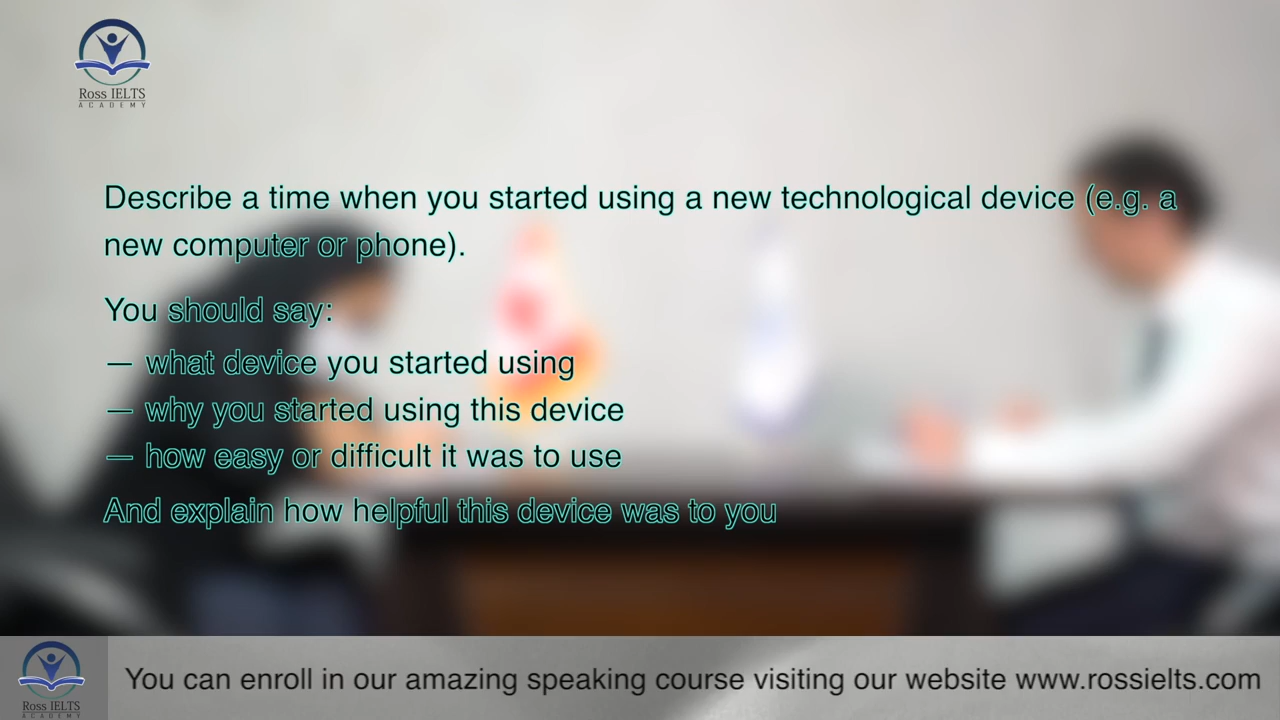 Ross IELTS
ACADEMY
Describe a time when you started using a new technological device (e.g. a
new computer or phone).
You should say:
— what device you started using
— why you started using this device
— how easy or difficult it was to use
And explain how helpful this device was to you
Ross IELTS
ACADEMY
You can enroll in our amazing speaking course visiting our website www.rossielts.com